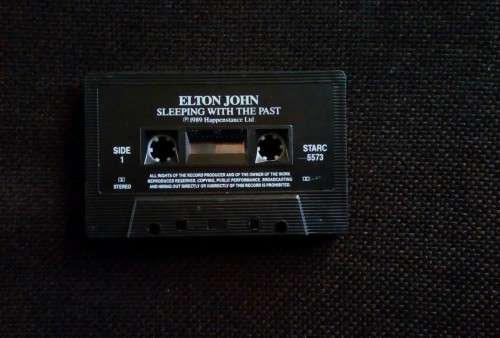 ELTON JOHN
SLEEPING WITH THE PAST
Ⓟ1989 Happenstance Ltd
SIDE
1
STARC
5573
STEREO
ALL RIGHTS OF THE RECORD PRODUCER AND OF THE OWNER OF THE WORK
REPRODUCED RESERVED. COPYING, PUBLIC PERFORMANCE, BROADCASTING
AND HIRING OUT DIRECTLY OR INDIRECTLY OF THIS RECORD IS PROHIBITED.